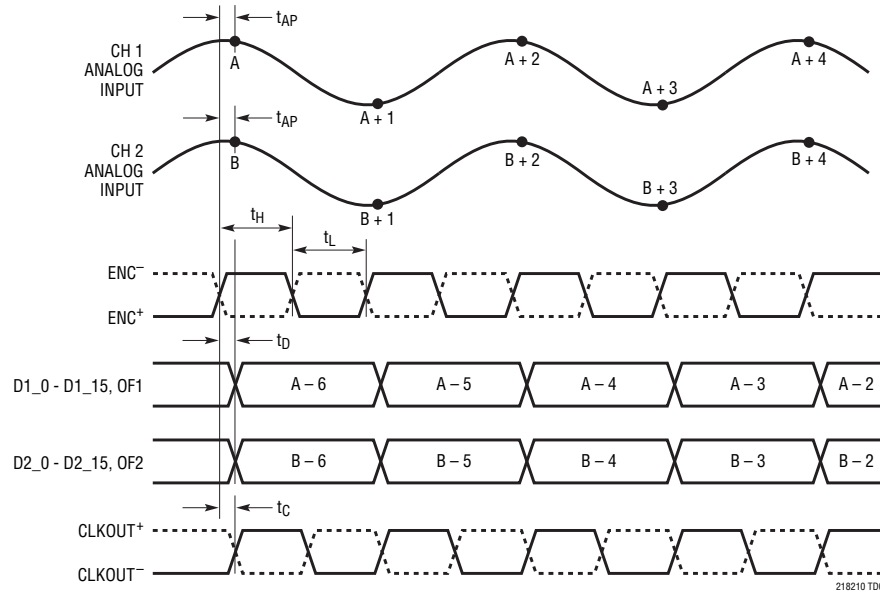 tAP
CH 1
ANALOG
INPUT
A
A + 1
A + 2
A + 3
A + 4
tAP
CH 2
ANALOG
INPUT
B
B + 1
B + 2
B + 3
B + 4
tH
tL
ENC–
ENC+
tD
D1_0 - D1_15, OF1
A – 6
A – 5
A – 4
A – 3
A – 2
D2_0 - D2_15, OF2
B – 6
B – 5
B – 4
B – 3
B – 2
tC
CLKOUT+
CLKOUT–